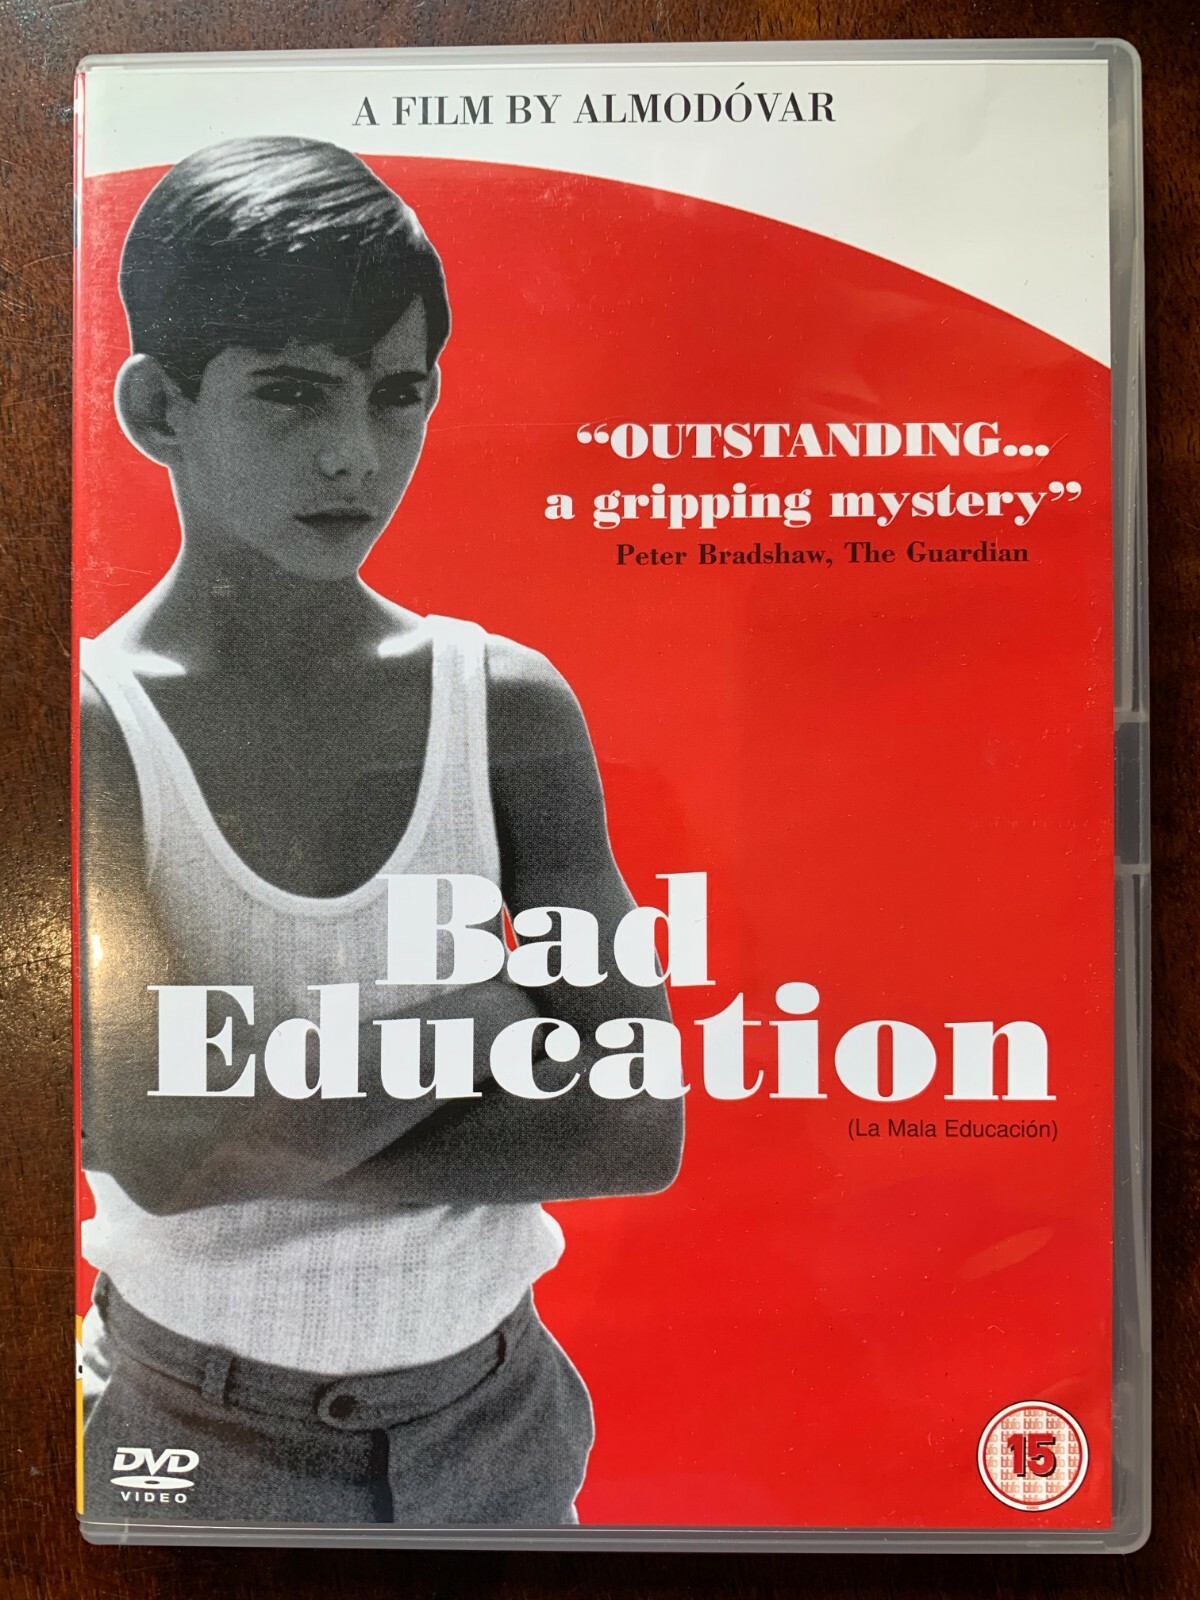 A FILM BY ALMODÓVAR
“OUTSTANDING...
a gripping mystery”
Peter Bradshaw, The Guardian
Bad
Education
(La Mala Educación)
DVD
VIDEO
15